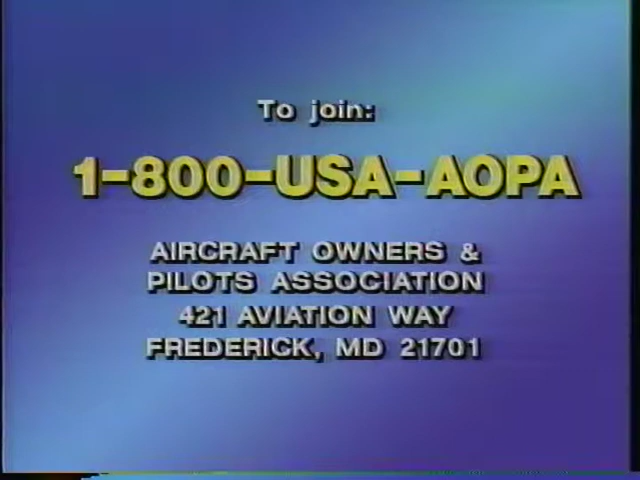 To join:
1-800-USA-AOPA
AIRCRAFT OWNERS &
PILOTS ASSOCIATION
421 AVIATION WAY
FREDERICK, MD 21701